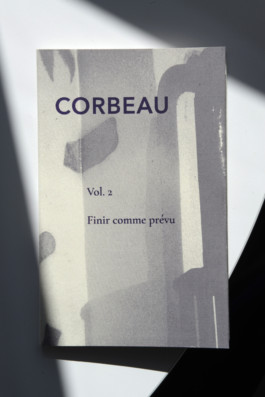 CORBEAU
Vol. 2
Finir comme prévu